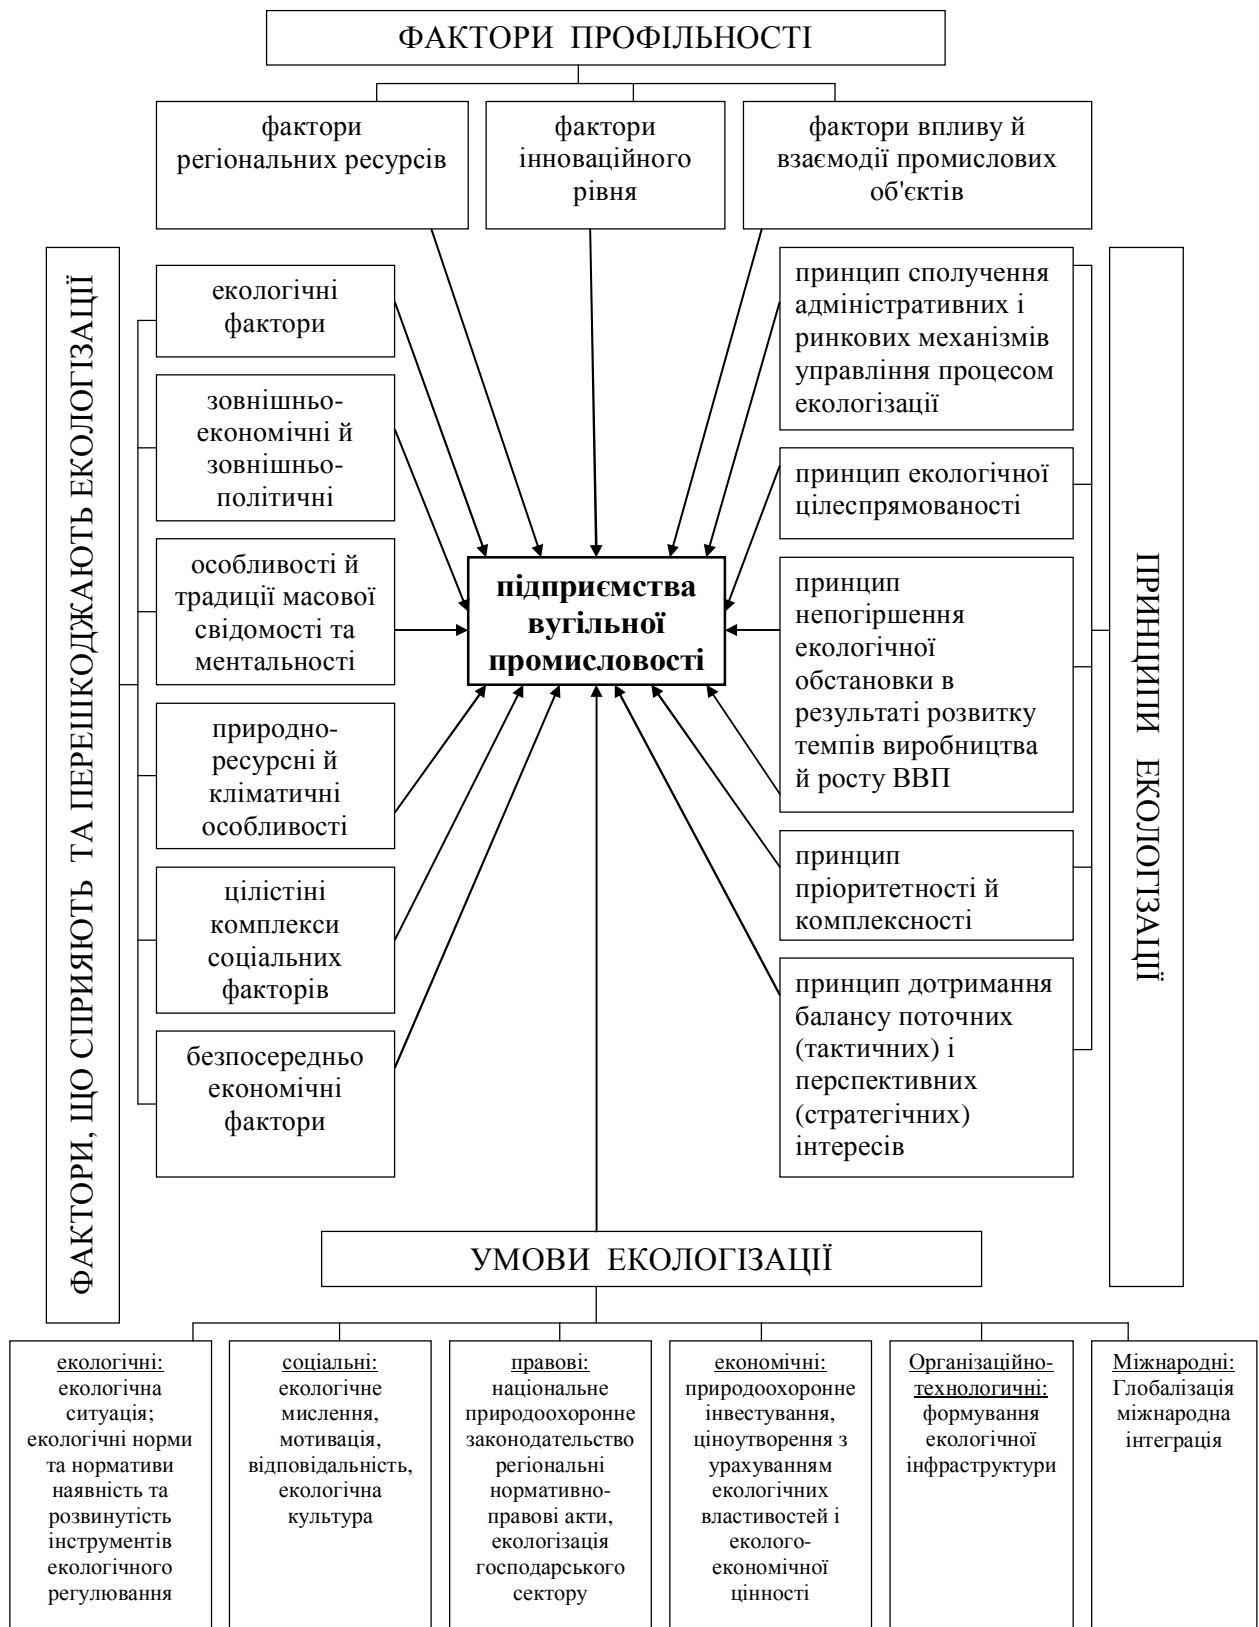 ФАКТОРИ ПРОФІЛЬНОСТІ
фактори
регіональних ресурсів
фактори
інноваційного
рівня
фактори впливу й
взаємодії промислових
об'єктів
ФАКТОРИ, ЩО СПРИЯЮТЬ ТА ПЕРЕШКОДЖАЮТЬ ЕКОЛОГІЗАЦІЇ
екологічні
фактори
зовнішньо-
економічні й
зовнішньо-
політичні
особливості й
традиції масової
свідомості та
ментальності
природно-
ресурсні й
кліматичні
особливості
цілістіні
комплекси
соціальних
факторів
безпосередньо
економічні
фактори
підприємства
вугільної
промисловості
принцип сполучення
адміністративних і
ринкових механізмів
управління процесом
екологізації
принцип екологічної
цілеспрямованості
принцип
непогіршення
екологічної
обстановки в
результаті розвитку
темпів виробництва
й росту ВВП
принцип
пріоритетності й
комплексності
принцип дотримання
балансу поточних
(тактичних) і
перспективних
(стратегічних)
інтересів
ПРИНЦИПИ ЕКОЛОГІЗАЦІЇ
УМОВИ ЕКОЛОГІЗАЦІЇ
екологічні:
екологічна
ситуація;
екологічні норми
та нормативи
наявність та
розвинутість
інструментів
екологічного
регулювання
соціальні:
екологічне
мислення,
мотивація,
відповідальність,
екологічна
культура
правові:
національне
природоохоронне
законодательство
регіональні
нормативно-
правові акти,
екологізація
господарського
сектору
економічні:
природоохоронне
інвестування,
ціноутворення з
урахуванням
екологічних
властивостей і
еколого-
економічної
цінності
Організаційно-
технологичні:
формування
екологічної
інфраструктури
Міжнародні:
Глобалізація
міжнародна
інтеграція